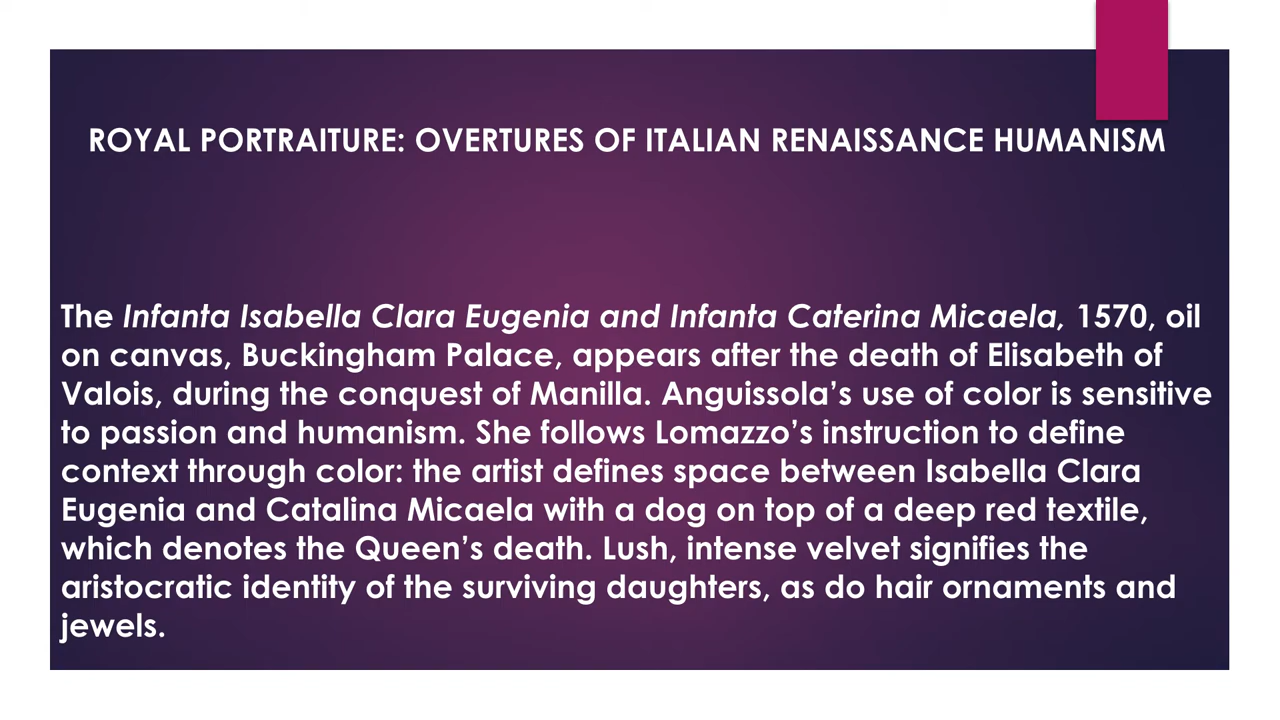 ROYAL PORTRAITURE: OVERTURES OF ITALIAN RENAISSANCE HUMANISM
The Infanta Isabella Clara Eugenia and Infanta Caterina Micaela, 1570, oil
on canvas, Buckingham Palace, appears after the death of Elisabeth of
Valois, during the conquest of Manilla. Anguissola’s use of color is sensitive
to passion and humanism. She follows Lomazzo’s instruction to define
context through color: the artist defines space between Isabella Clara
Eugenia and Catalina Micaela with a dog on top of a deep red textile,
which denotes the Queen’s death. Lush, intense velvet signifies the
aristocratic identity of the surviving daughters, as do hair ornaments and
jewels.